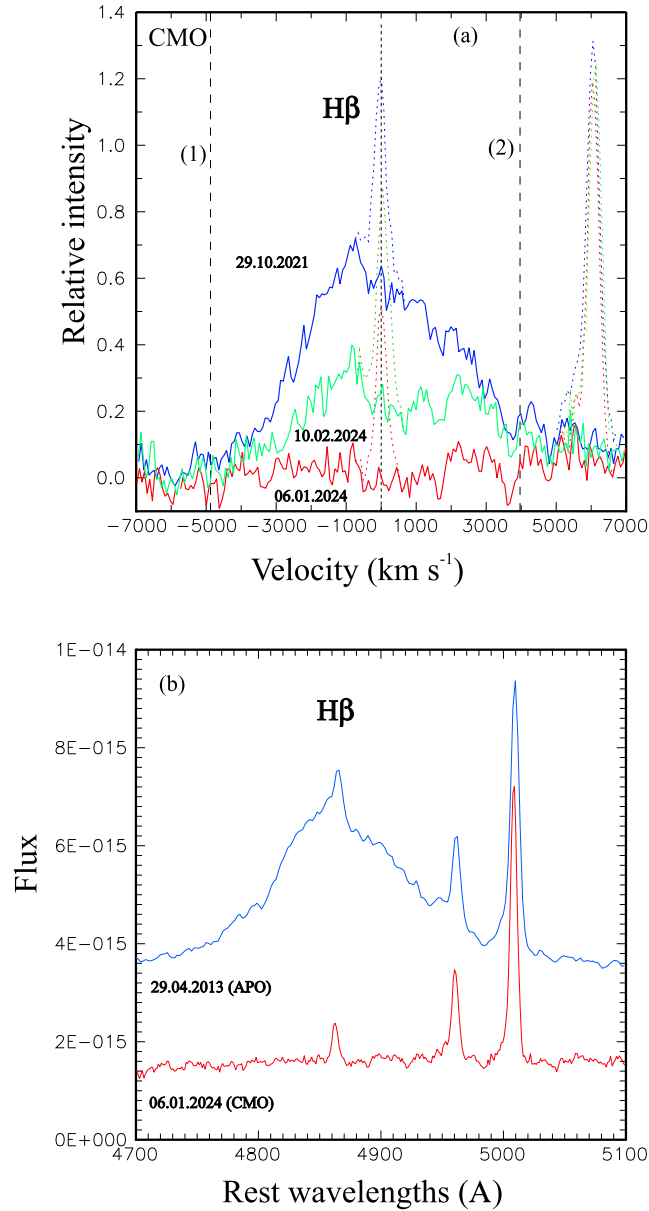 CMO
(a)
Hβ
(1)
(2)
29.10.2021
10.02.2024
06.01.2024
Relative intensity
1.4
1.2
1.0
0.8
0.6
0.4
0.2
0.0
−7000 −5000 −3000 −1000 1000 3000 5000 7000
Velocity (km s⁻¹)
(b)
Hβ
29.04.2013 (APO)
06.01.2024 (CMO)
Flux
1E−014
8E−015
6E−015
4E−015
2E−015
0E+000
4700 4800 4900 5000 5100
Rest wavelengths (A)